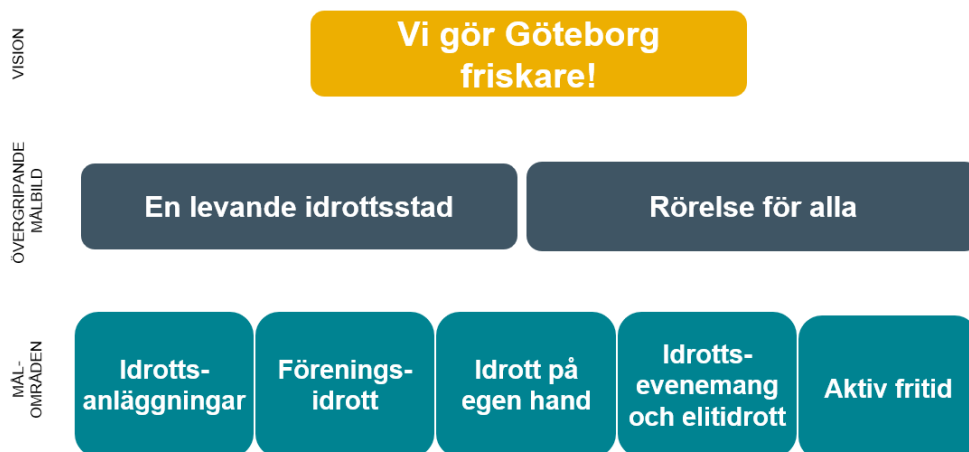 VISION
Vi gör Göteborg
friskare!
ÖVERGRIPANDE
MÅLBILD
En levande idrottsstad
Rörelse för alla
MÅL-
OMRÅDEN
Idrotts-
anläggningar
Förenings-
idrott
Idrott på
egen hand
Idrotts-
evenemang
och elitidrott
Aktiv fritid